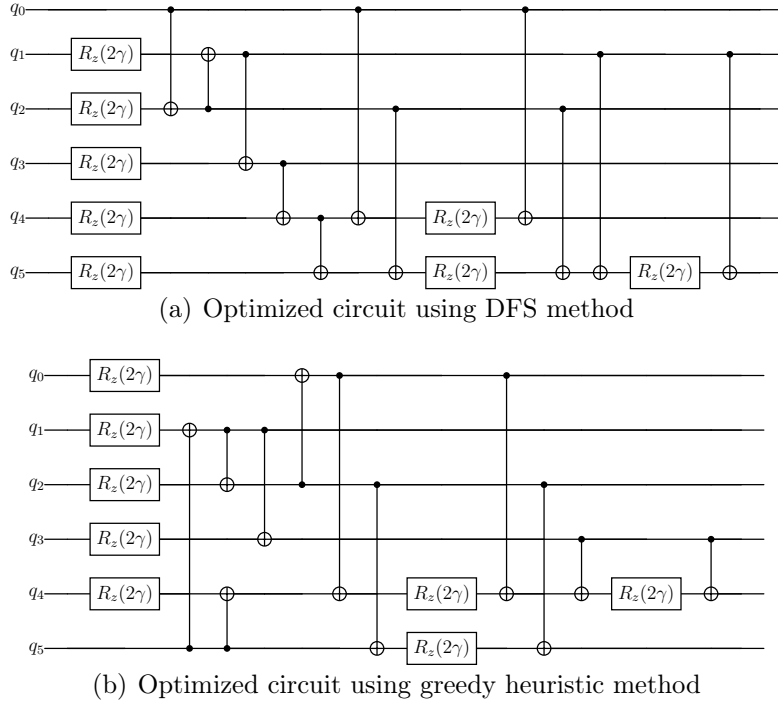 q₀
q₁ R_z(2γ)
q₂ R_z(2γ)
q₃ R_z(2γ)
q₄ R_z(2γ) R_z(2γ)
q₅ R_z(2γ) R_z(2γ) R_z(2γ)
(a) Optimized circuit using DFS method
q₀ R_z(2γ)
q₁ R_z(2γ)
q₂ R_z(2γ)
q₃ R_z(2γ)
q₄ R_z(2γ) R_z(2γ) R_z(2γ)
q₅ R_z(2γ)
(b) Optimized circuit using greedy heuristic method